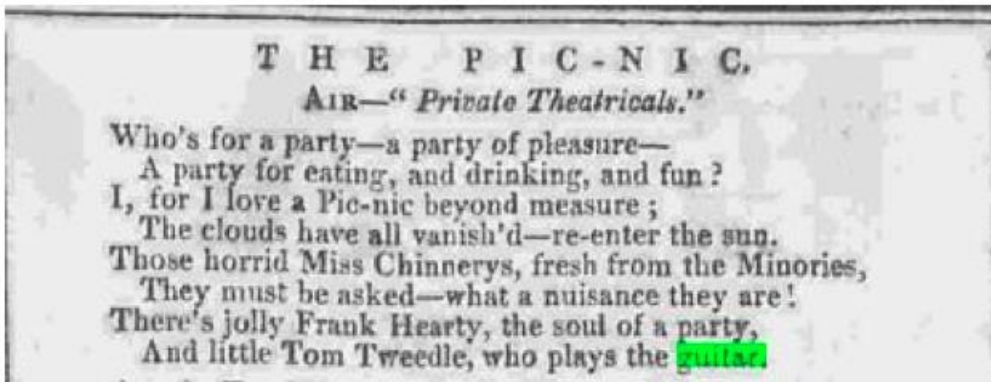 THE PIC-NIC.
AIR—“ Private Theatricals.”
Who's for a party—a party of pleasure—
A party for eating, and drinking, and fun ?
I, for I love a Pic-nic beyond measure ;
The clouds have all vanish'd—re-enter the sun.
Those horrid Miss Chinnerys, fresh from the Minories,
They must be asked—what a nuisance they are!
There's jolly Frank Hearty, the soul of a party,
And little Tom Tweedle, who plays the guitar.